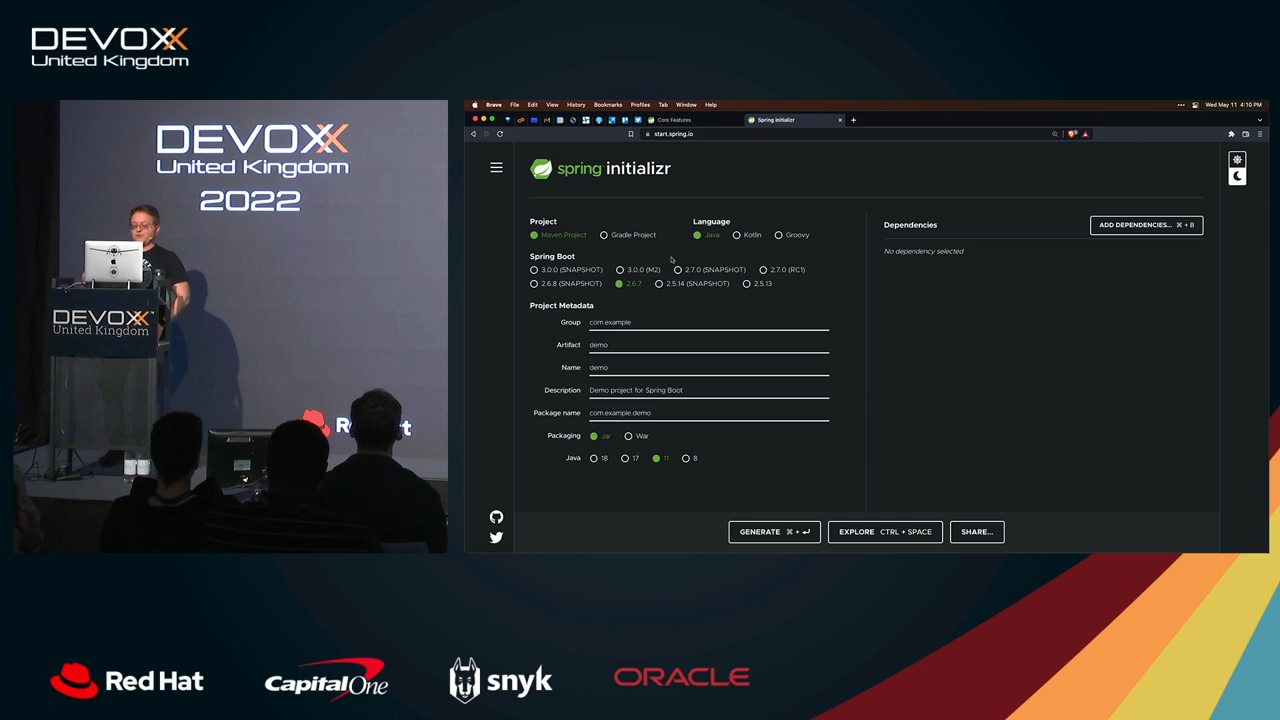 DEVOXX
United Kingdom
DEVOXX
United Kingdom
2022
DEVOXX
United Kingdom
Brave File Edit View History Bookmarks Profiles Tab Window Help
Wed May 11 4:10 PM
Core Features
Spring Initializr
start.spring.io
spring initializr
Project
Maven Project Gradle Project
Language
Java Kotlin Groovy
Spring Boot
3.0.0 (SNAPSHOT) 3.0.0 (M2) 2.7.0 (SNAPSHOT) 2.7.0 (RC1)
2.6.8 (SNAPSHOT) 2.6.7 2.5.14 (SNAPSHOT) 2.5.13
Project Metadata
Group com.example
Artifact demo
Name demo
Description Demo project for Spring Boot
Package name com.example.demo
Packaging Jar War
Java 18 17 11 8
Dependencies
ADD DEPENDENCIES... ⌘ + B
No dependency selected
GENERATE ⌘ + ↵
EXPLORE CTRL + SPACE
SHARE...
Red Hat
Capital One
snyk
ORACLE